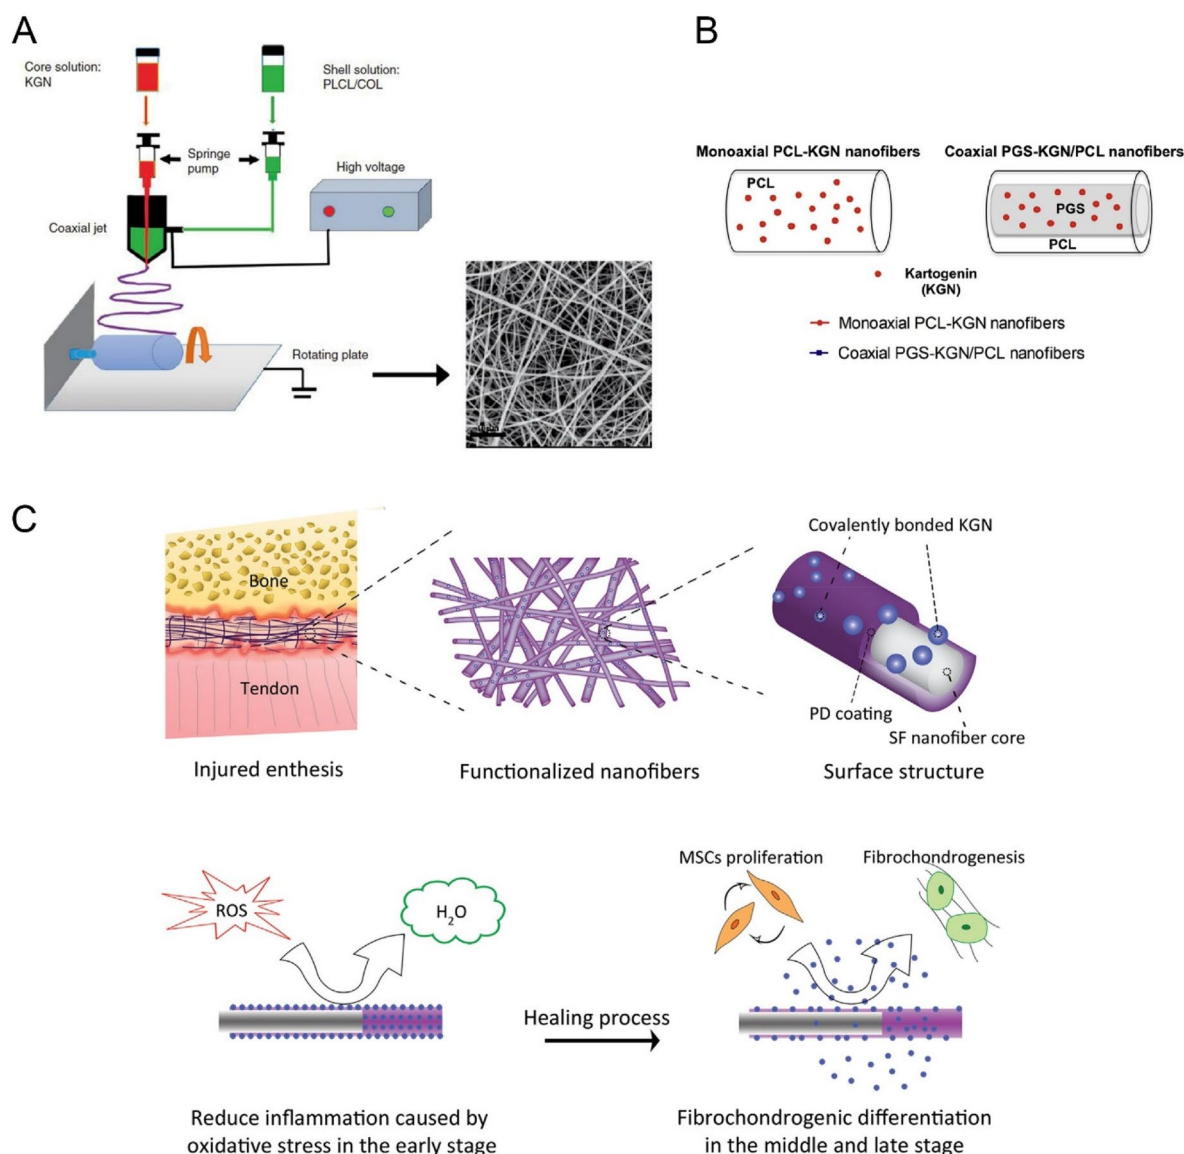 A
Core solution:
KGN
Shell solution:
PLCL/COL
Springe
pump
High voltage
Coaxial jet
Rotating plate
B
Monoaxial PCL-KGN nanofibers
Coaxial PGS-KGN/PCL nanofibers
PCL
PGS
PCL
Kartogenin
(KGN)
Monoaxial PCL-KGN nanofibers
Coaxial PGS-KGN/PCL nanofibers
C
Bone
Tendon
Injured enthesis
Functionalized nanofibers
Covalently bonded KGN
PD coating
SF nanofiber core
Surface structure
ROS
H₂O
Reduce inflammation caused by
oxidative stress in the early stage
Healing process
MSCs proliferation
Fibrochondrogenesis
Fibrochondrogenic differentiation
in the middle and late stage